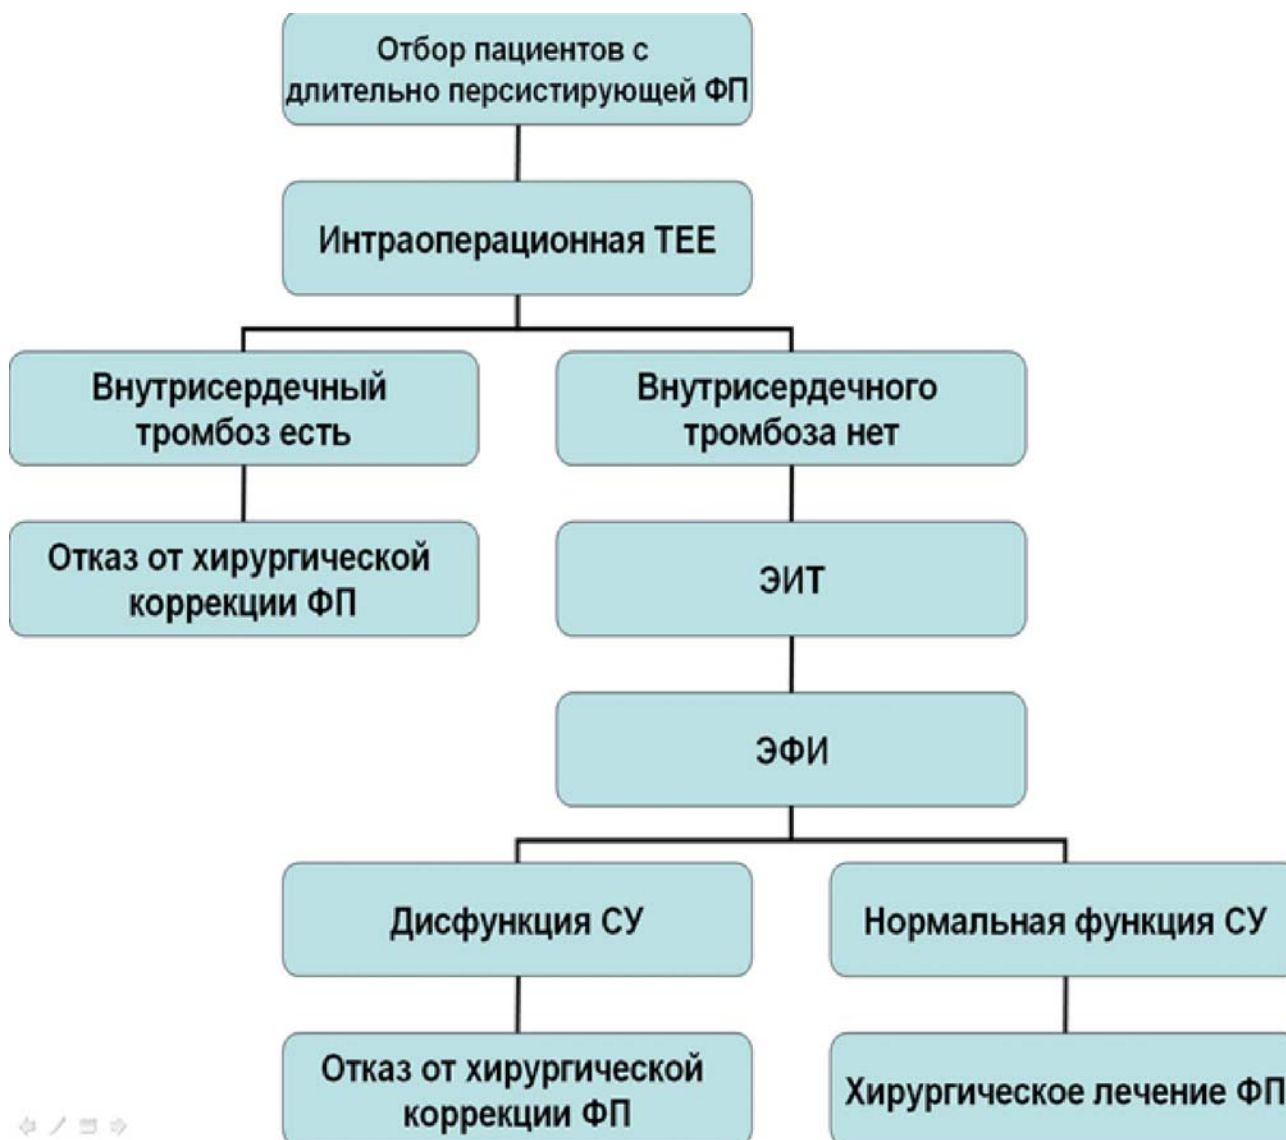 Отбор пациентов с
длительно персистирующей ФП
Интраоперационная ТЕЕ
Внутрисердечный
тромбоз есть
Внутрисердечного
тромбоза нет
Отказ от хирургической
коррекции ФП
ЭИТ
ЭФИ
Дисфункция СУ
Нормальная функция СУ
Отказ от хирургической
коррекции ФП
Хирургическое лечение ФП